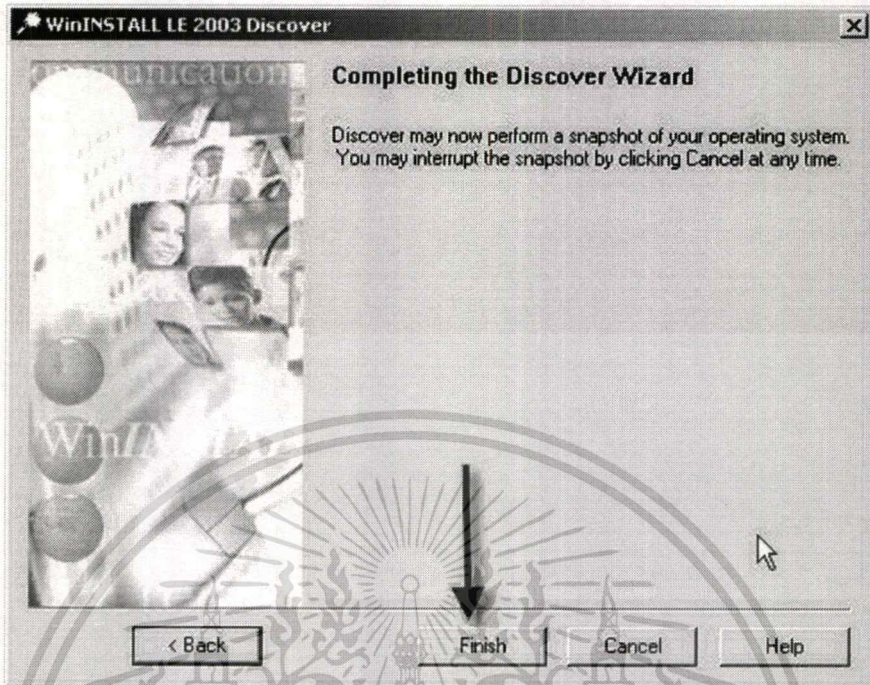 WinINSTALL LE 2003 Discover
Completing the Discover Wizard
Discover may now perform a snapshot of your operating system.
You may interrupt the snapshot by clicking Cancel at any time.
< Back
Finish
Cancel
Help